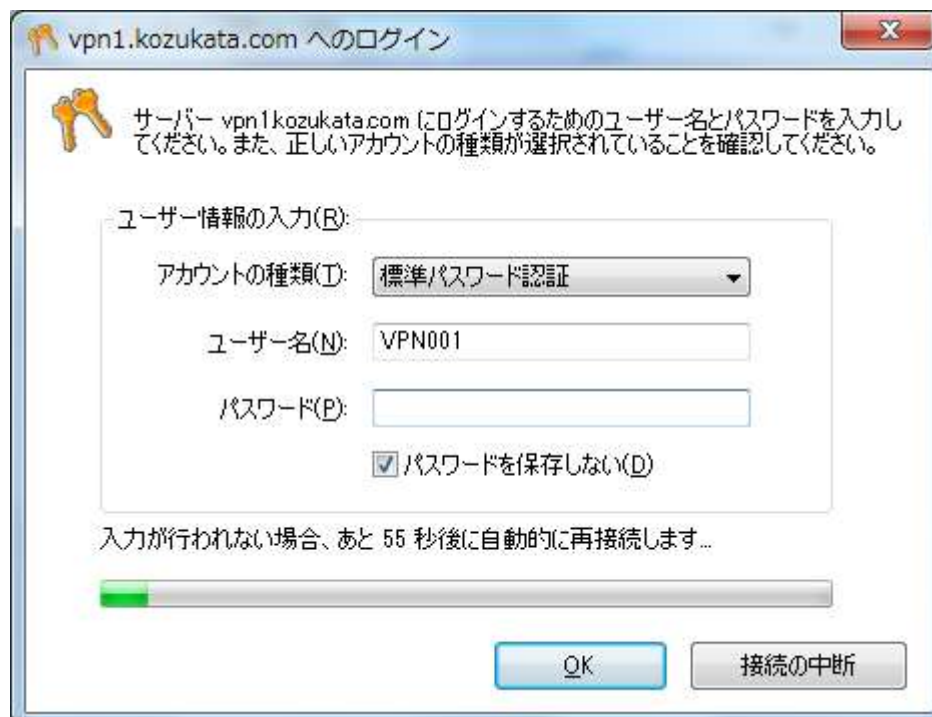 vpn1.kozukata.com へのログイン
サーバー vpn1.kozukata.com にログインするためのユーザー名とパスワードを入力し
てください。また、正しいアカウントの種類が選択されていることを確認してください。
ユーザー情報の入力(R):
アカウントの種類(T):
標準パスワード認証
ユーザー名(N):
VPN001
パスワード(P):
パスワードを保存しない(D)
入力が行われない場合、あと 55 秒後に自動的に再接続します...
OK
接続の中断